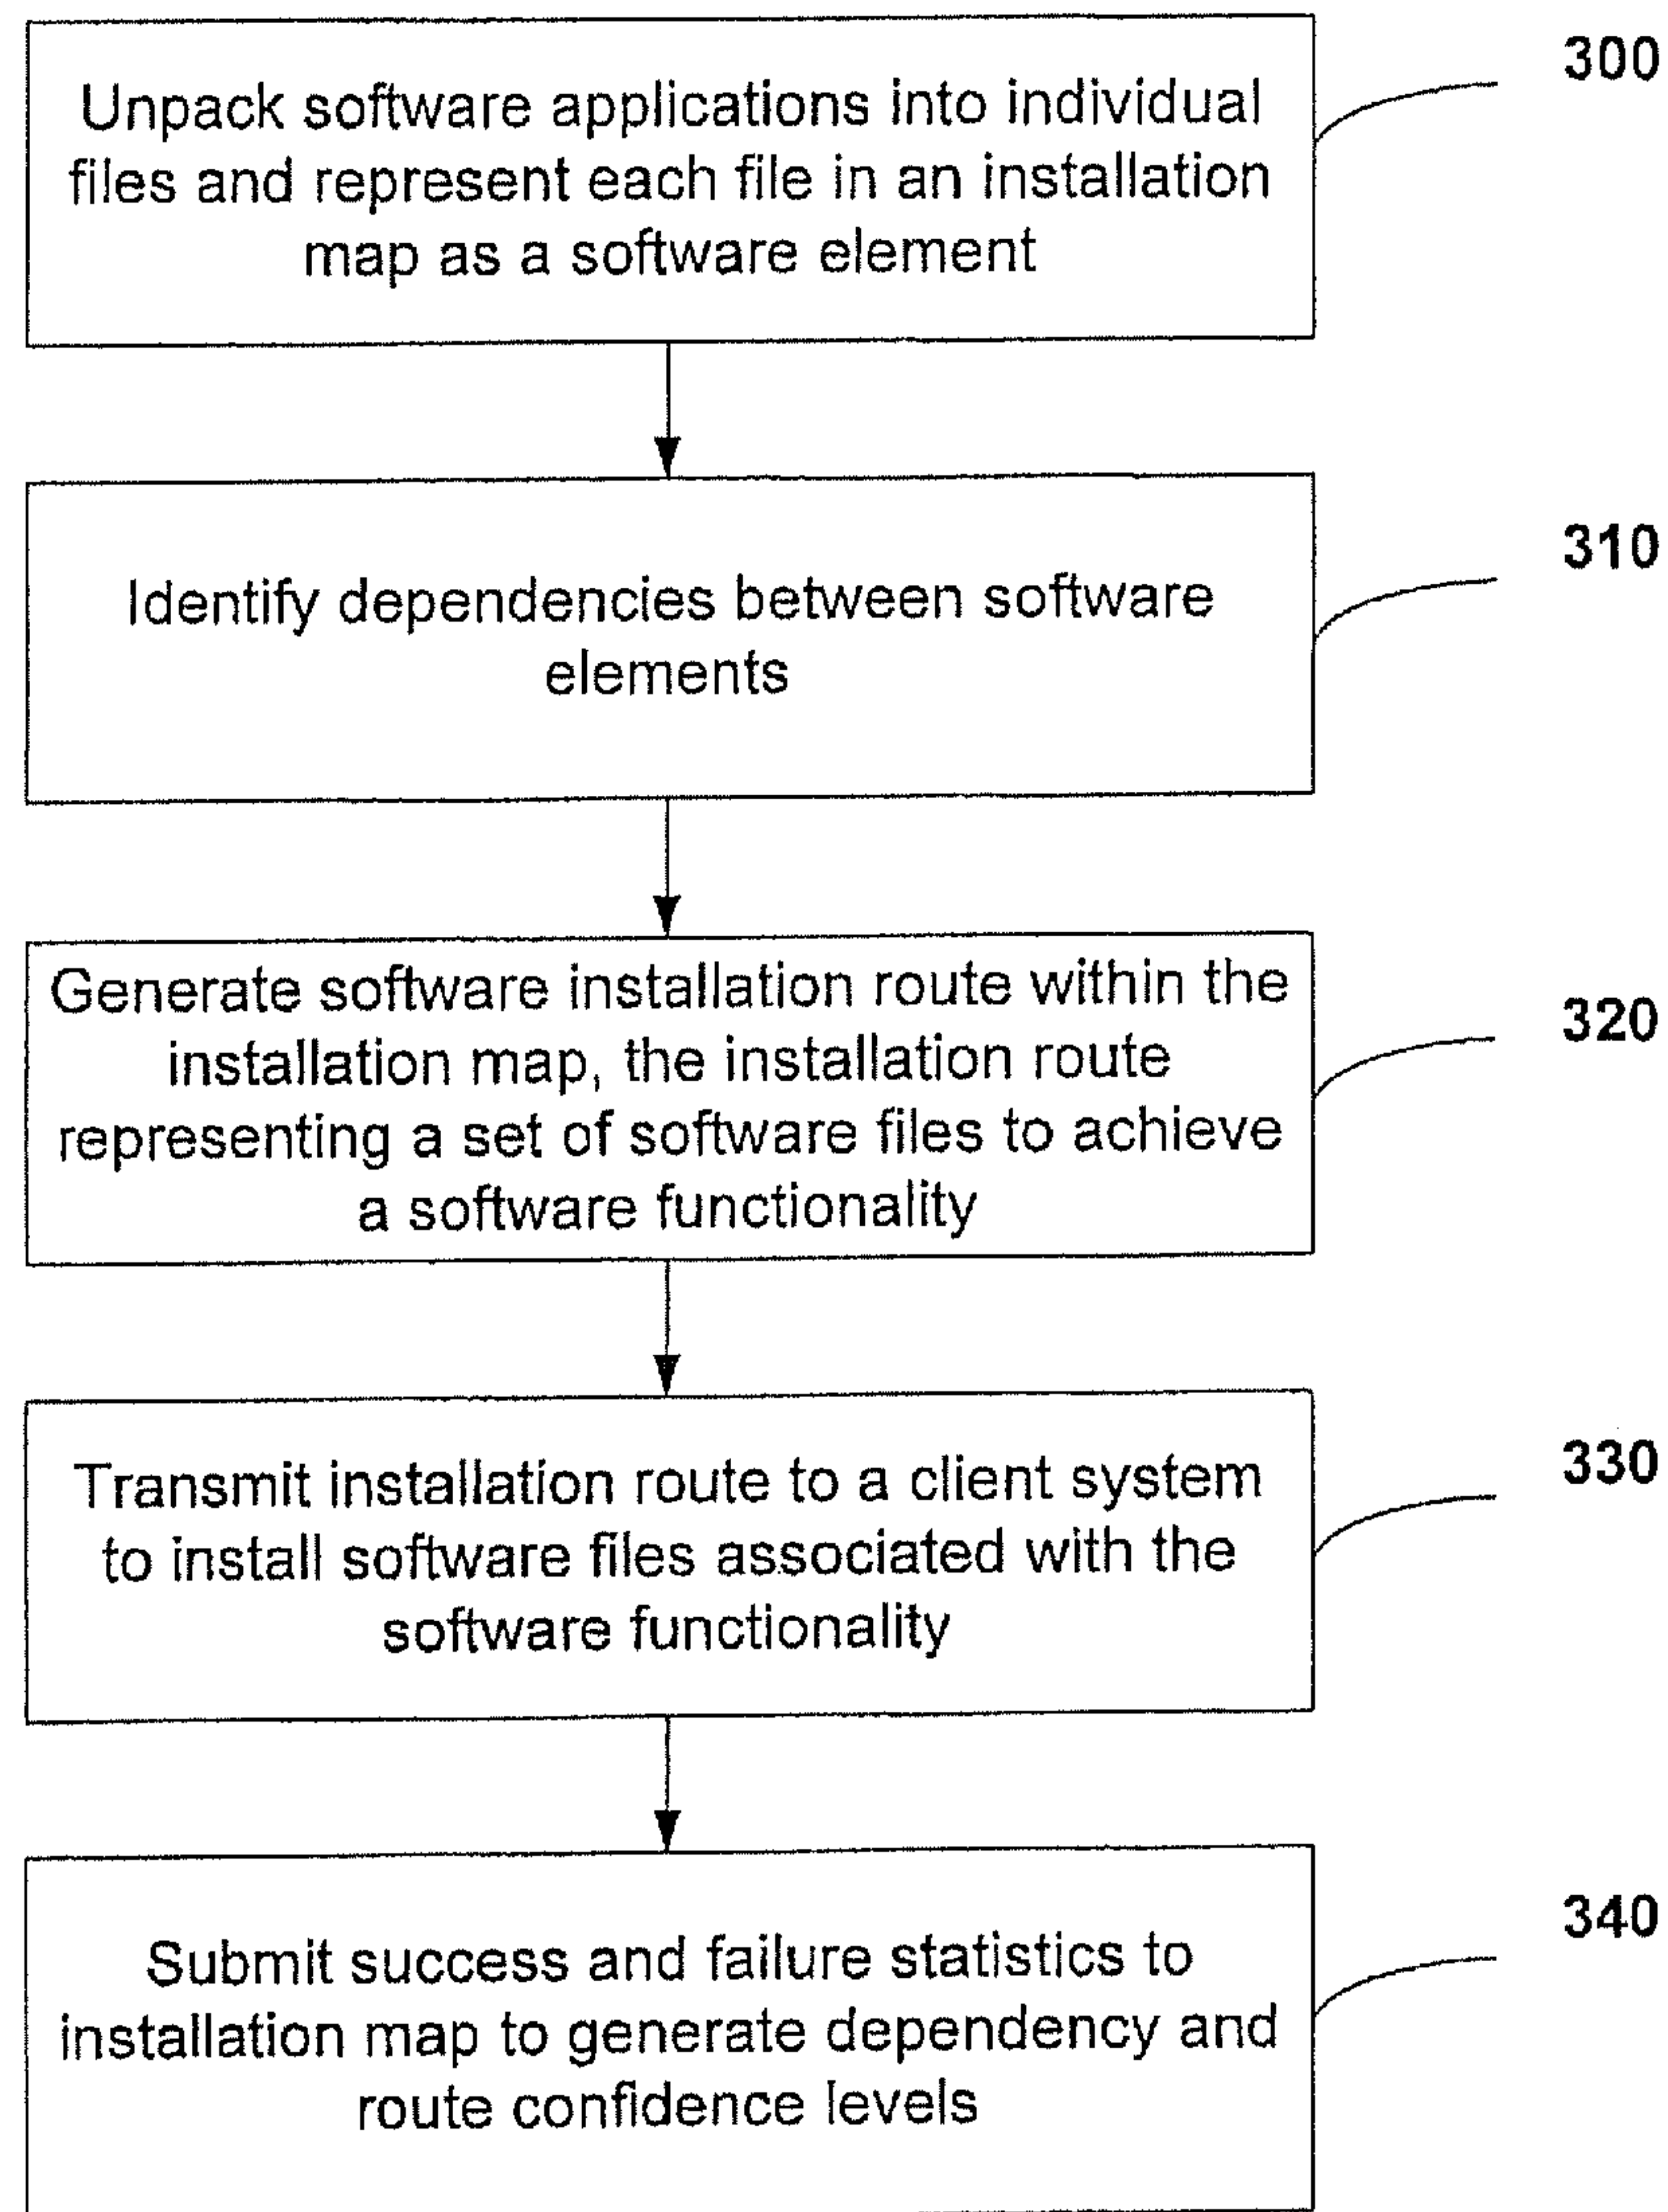 300
Unpack software applications into individual
files and represent each file in an installation
map as a software element
310
Identify dependencies between software
elements
320
Generate software installation route within the
installation map, the installation route
representing a set of software files to achieve
a software functionality
330
Transmit installation route to a client system
to install software files associated with the
software functionality
340
Submit success and failure statistics to
installation map to generate dependency and
route confidence levels